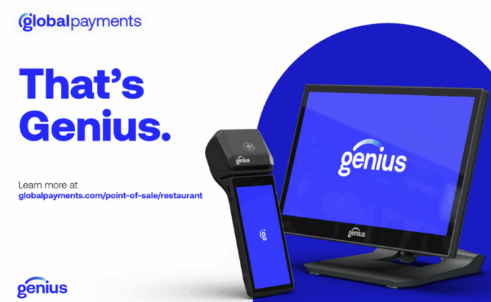 globalpayments
That's
Genius.
Learn more at
globalpayments.com/point-of-sale/restaurant
genius
genius
genius
genius